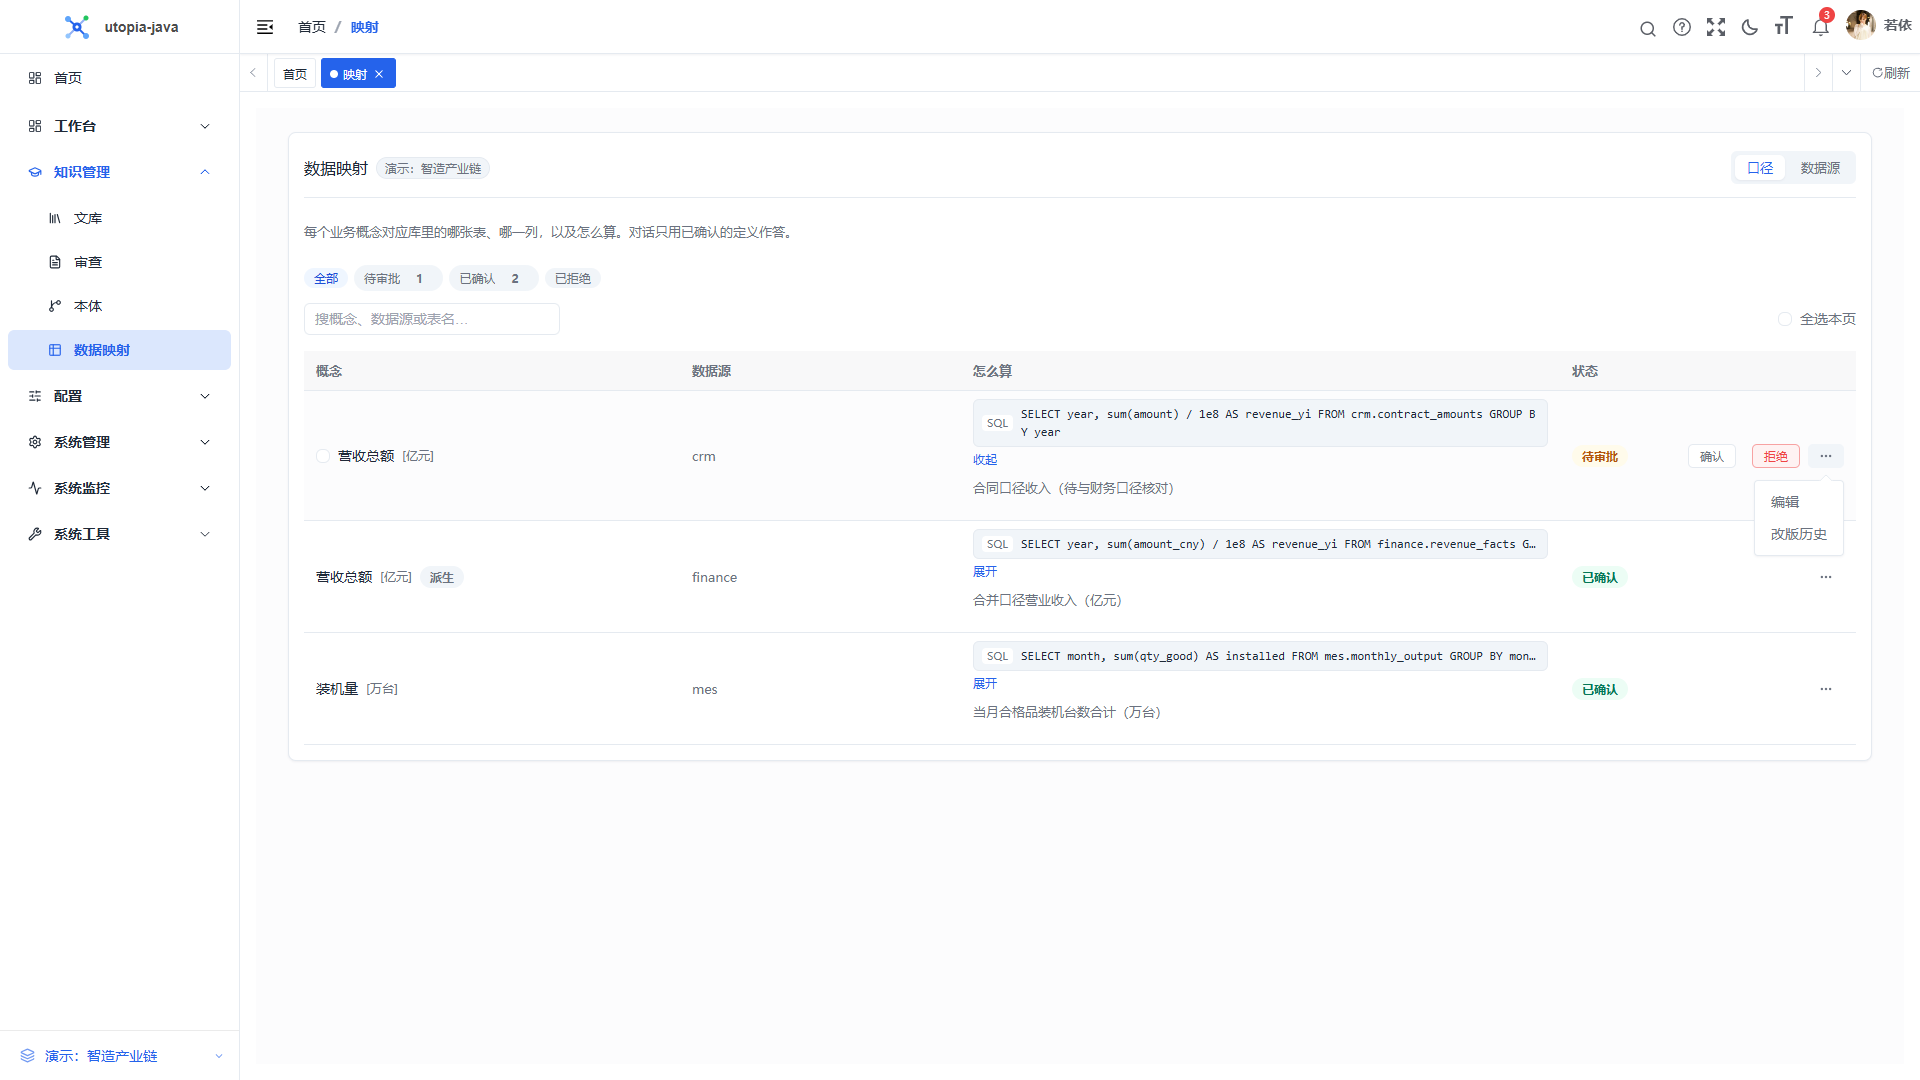 utopia-java
首页 / 映射
3
若依
首页
映射
刷新
首页
工作台
知识管理
文库
审查
本体
数据映射
配置
系统管理
系统监控
系统工具
演示：智造产业链
数据映射 演示：智造产业链
口径 数据源
每个业务概念对应库里的哪张表、哪一列，以及怎么算。对话只用已确认的定义作答。
全部 待审批 1 已确认 2 已拒绝
搜概念、数据源或表名...
全选本页
概念 数据源 怎么算 状态
营收总额 [亿元] crm
SQL SELECT year, sum(amount) / 1e8 AS revenue_yi FROM crm.contract_amounts GROUP B
Y year
收起
合同口径收入（待与财务口径核对）
待审批 确认 拒绝 ...
编辑
改版历史
营收总额 [亿元] 派生 finance
SQL SELECT year, sum(amount_cny) / 1e8 AS revenue_yi FROM finance.revenue_facts G…
展开
合并口径营业收入（亿元）
已确认 ...
装机量 [万台] mes
SQL SELECT month, sum(qty_good) AS installed FROM mes.monthly_output GROUP BY mon…
展开
当月合格品装机台数合计（万台）
已确认 ...